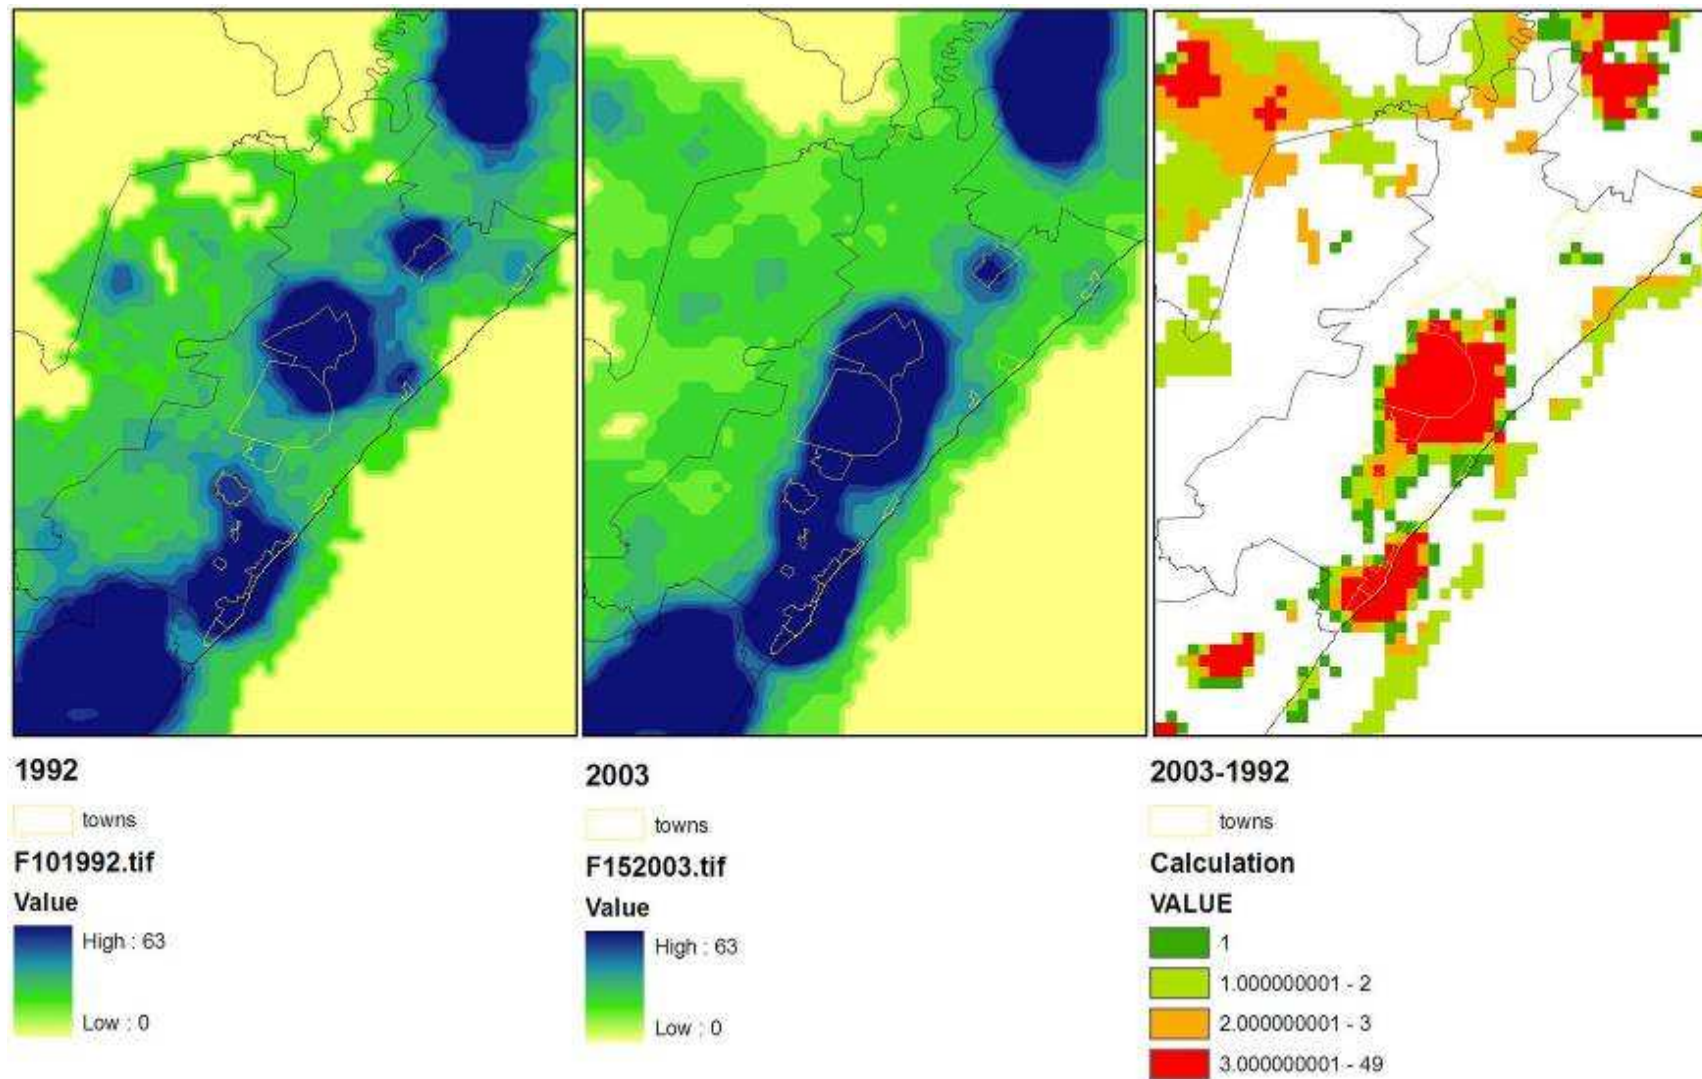 1992
towns
F101992.tif
Value
High : 63
Low : 0
2003
towns
F152003.tif
Value
High : 63
Low : 0
2003-1992
towns
Calculation
VALUE
1
1.000000001 - 2
2.000000001 - 3
3.000000001 - 49